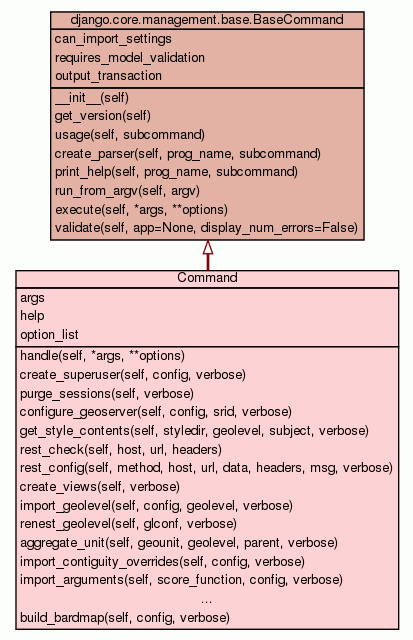 django.core.management.base.BaseCommand
can_import_settings
requires_model_validation
output_transaction
__init__(self)
get_version(self)
usage(self, subcommand)
create_parser(self, prog_name, subcommand)
print_help(self, prog_name, subcommand)
run_from_argv(self, argv)
execute(self, *args, **options)
validate(self, app=None, display_num_errors=False)
Command
args
help
option_list
handle(self, *args, **options)
create_superuser(self, config, verbose)
purge_sessions(self, verbose)
configure_geoserver(self, config, srid, verbose)
get_style_contents(self, styledir, geolevel, subject, verbose)
rest_check(self, host, url, headers)
rest_config(self, method, host, url, data, headers, msg, verbose)
create_views(self, verbose)
import_geolevel(self, config, geolevel, verbose)
renest_geolevel(self, glconf, verbose)
aggregate_unit(self, geounit, geolevel, parent, verbose)
import_contiguity_overrides(self, config, verbose)
import_arguments(self, score_function, config, verbose)
...
build_bardmap(self, config, verbose)